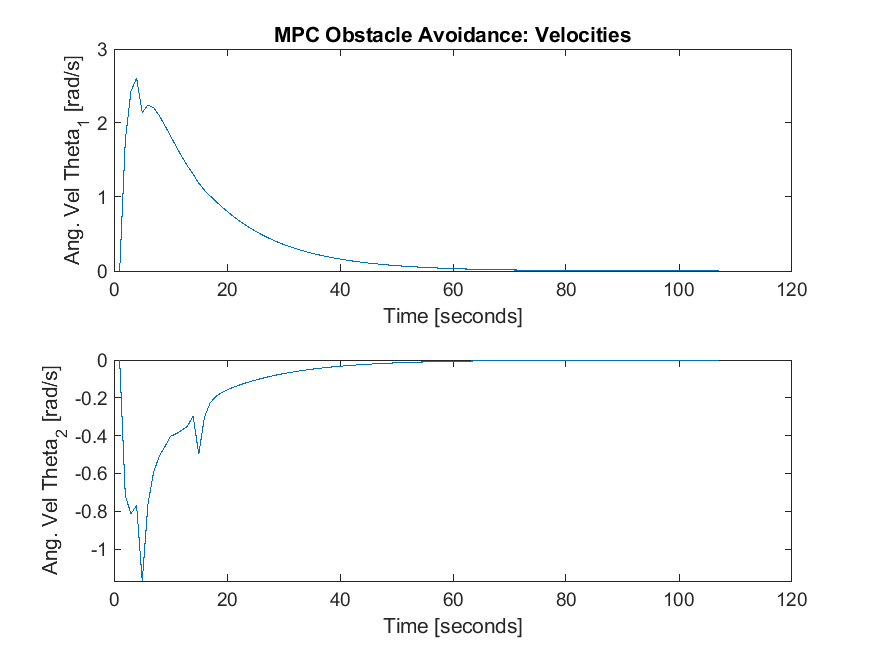 MPC Obstacle Avoidance: Velocities
3
2
1
0
Ang. Vel Theta_1 [rad/s]
0 20 40 60 80 100 120
Time [seconds]
0
-0.2
-0.4
-0.6
-0.8
-1
Ang. Vel Theta_2 [rad/s]
0 20 40 60 80 100 120
Time [seconds]